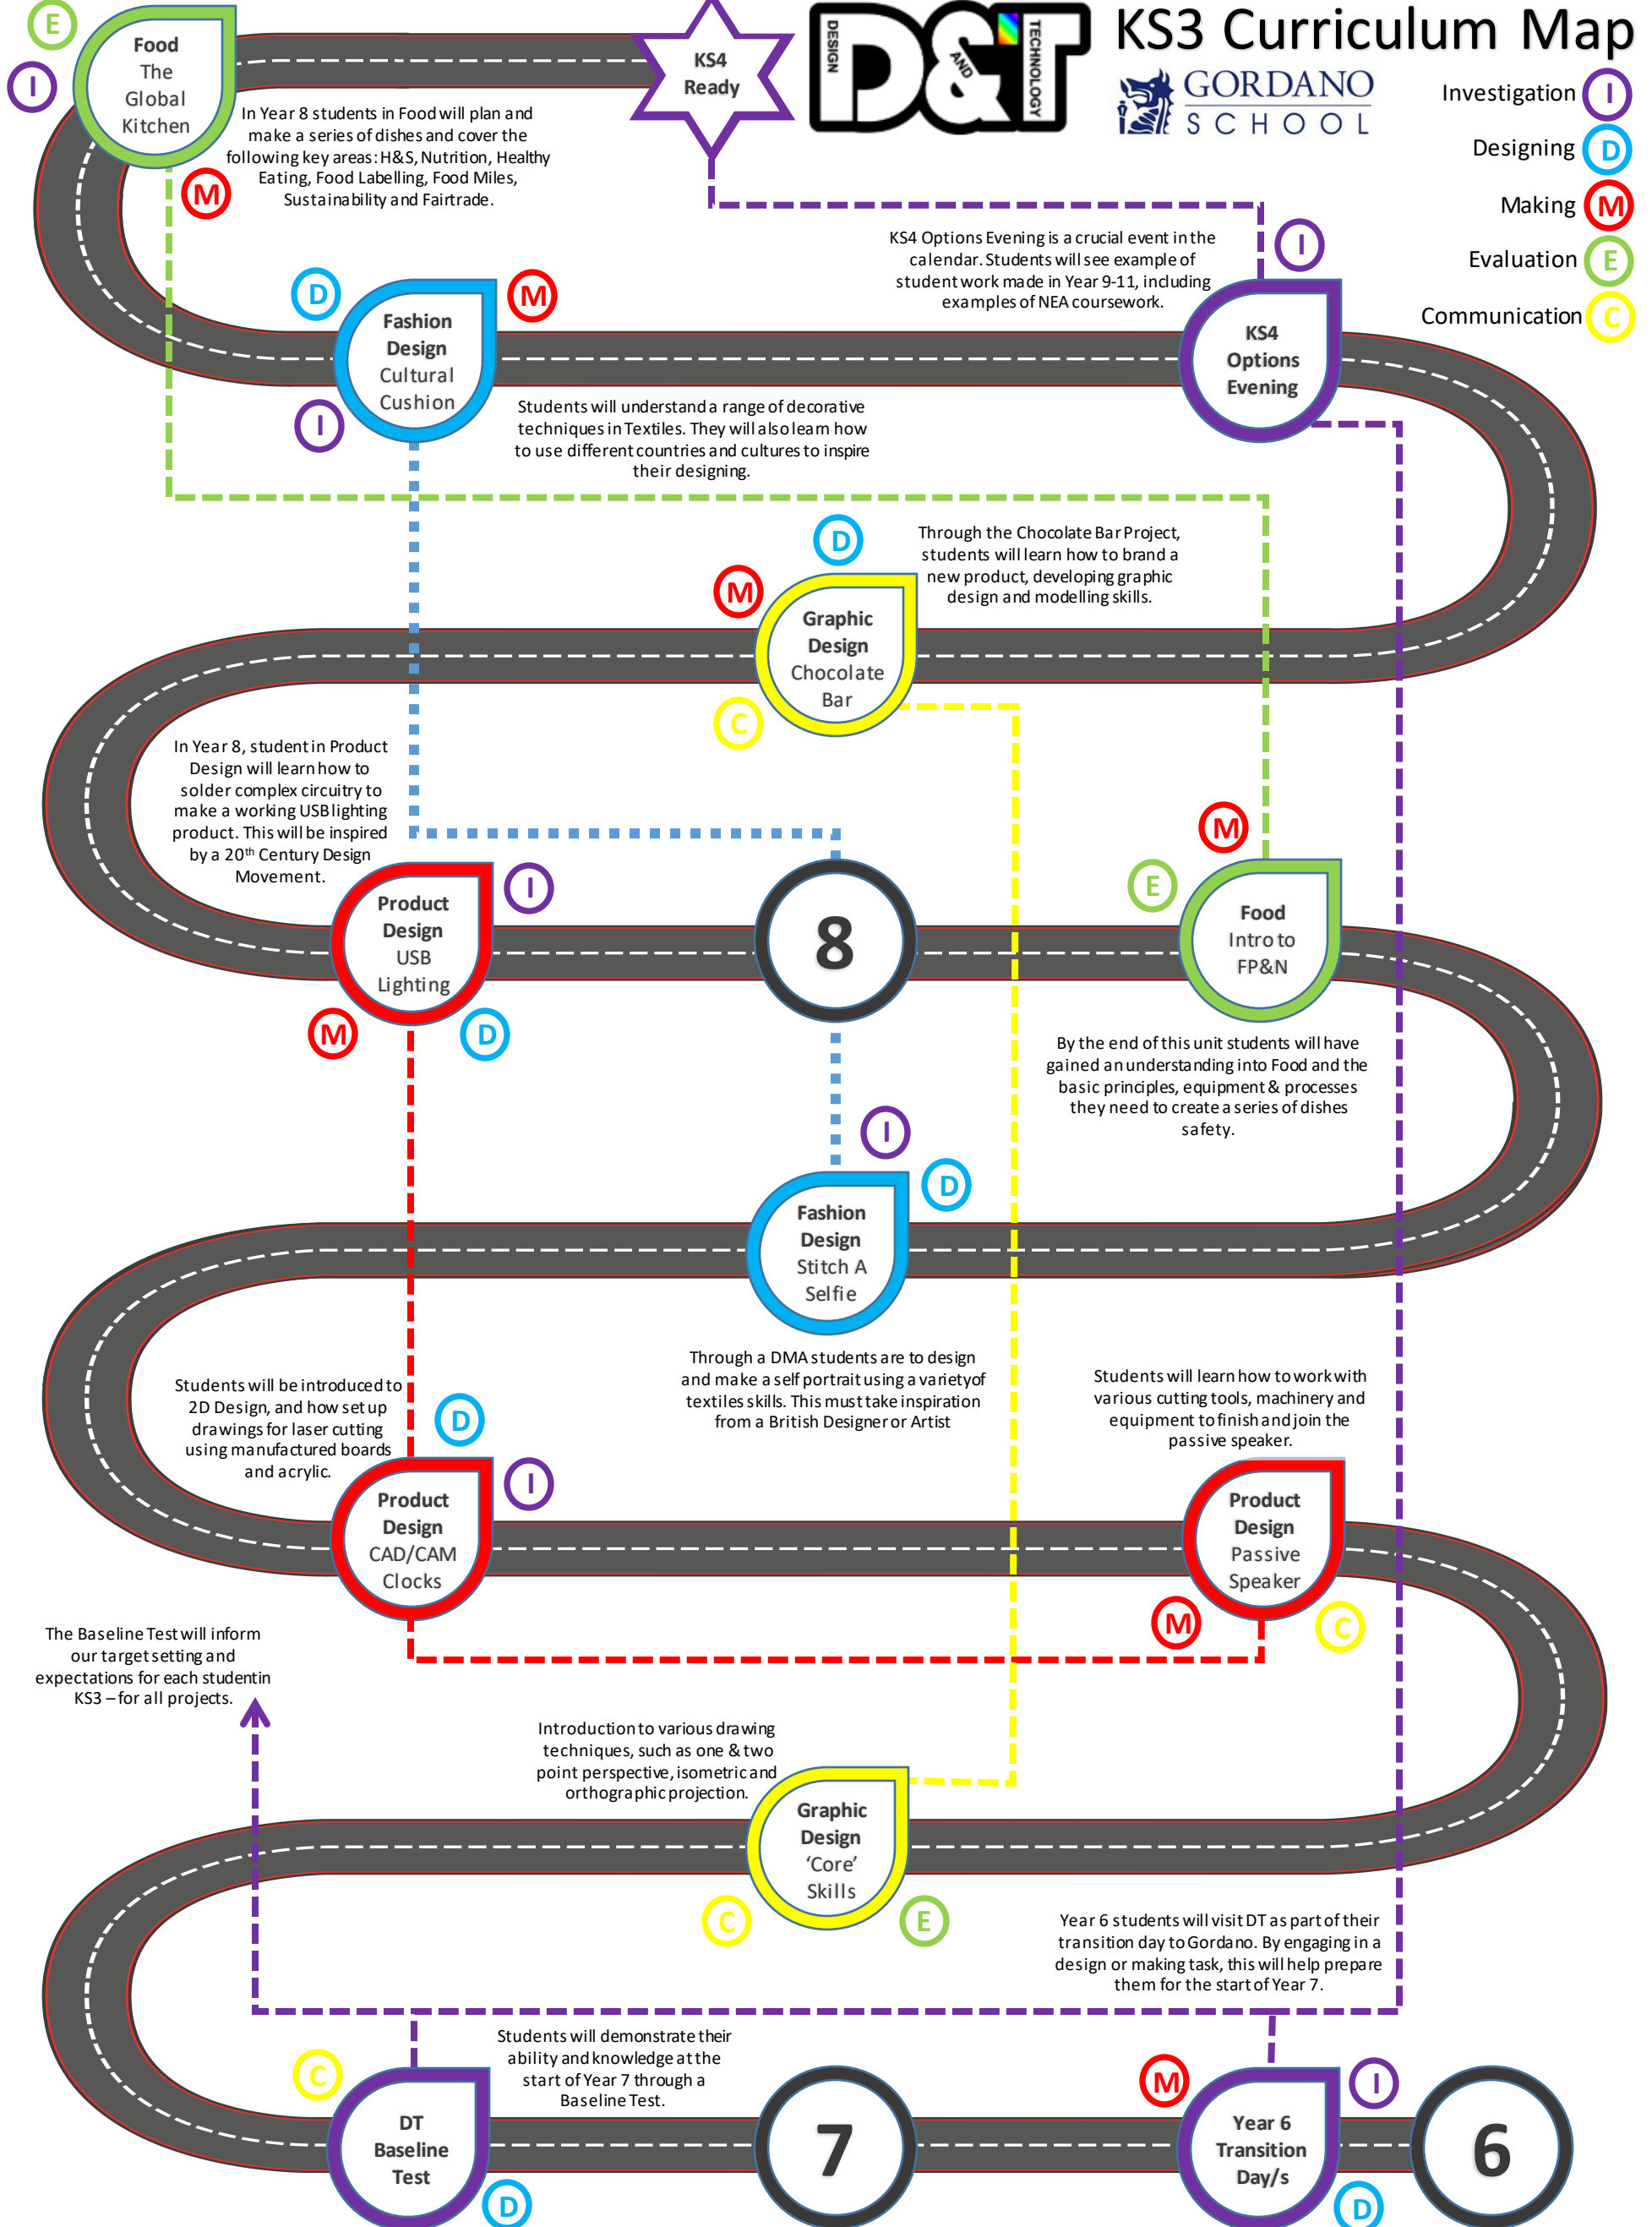 KS3 Curriculum Map
DESIGN
D&T
AND
TECHNOLOGY
GORDANO
SCHOOL
Investigation I
Designing D
Making M
Evaluation E
Communication C
E
I
Food
The
Global
Kitchen
M
In Year 8 students in Food will plan and
make a series of dishes and cover the
following key areas: H&S, Nutrition, Healthy
Eating, Food Labelling, Food Miles,
Sustainability and Fairtrade.
KS4
Ready
KS4 Options Evening is a crucial event in the
calendar. Students will see example of
student work made in Year 9-11, including
examples of NEA coursework.
I
D
M
I
Fashion
Design
Cultural
Cushion
KS4
Options
Evening
Students will understand a range of decorative
techniques in Textiles. They will also learn how
to use different countries and cultures to inspire
their designing.
D
M
C
Graphic
Design
Chocolate
Bar
Through the Chocolate Bar Project,
students will learn how to brand a
new product, developing graphic
design and modelling skills.
In Year 8, student in Product
Design will learn how to
solder complex circuitry to
make a working USB lighting
product. This will be inspired
by a 20th Century Design
Movement.
I
M
D
Product
Design
USB
Lighting
8
M
E
Food
Intro to
FP&N
By the end of this unit students will have
gained an understanding into Food and the
basic principles, equipment & processes
they need to create a series of dishes
safety.
I
D
Fashion
Design
Stitch A
Selfie
Through a DMA students are to design
and make a self portrait using a variety of
textiles skills. This must take inspiration
from a British Designer or Artist
Students will be introduced to
2D Design, and how set up
drawings for laser cutting
using manufactured boards
and acrylic.
D
I
Product
Design
CAD/CAM
Clocks
Students will learn how to work with
various cutting tools, machinery and
equipment to finish and join the
passive speaker.
Product
Design
Passive
Speaker
M
C
The Baseline Test will inform
our target setting and
expectations for each student in
KS3 – for all projects.
Introduction to various drawing
techniques, such as one & two
point perspective, isometric and
orthographic projection.
Graphic
Design
‘Core’
Skills
C
E
Year 6 students will visit DT as part of their
transition day to Gordano. By engaging in a
design or making task, this will help prepare
them for the start of Year 7.
Students will demonstrate their
ability and knowledge at the
start of Year 7 through a
Baseline Test.
C
DT
Baseline
Test
D
7
M
I
Year 6
Transition
Day/s
D
6